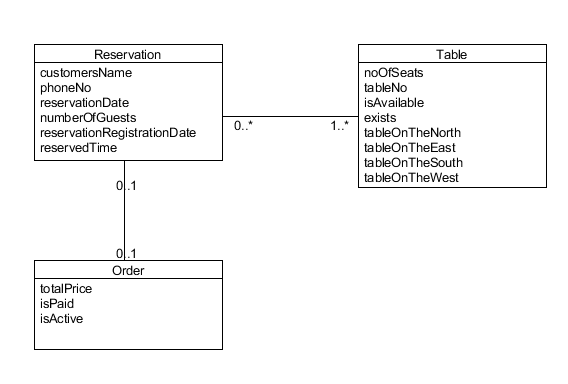 Reservation
customersName
phoneNo
reservationDate
numberOfGuests
reservationRegistrationDate
reservedTime
0..*
1..*
Table
noOfSeats
tableNo
isAvailable
exists
tableOnTheNorth
tableOnTheEast
tableOnTheSouth
tableOnTheWest
0..1
0..1
Order
totalPrice
isPaid
isActive